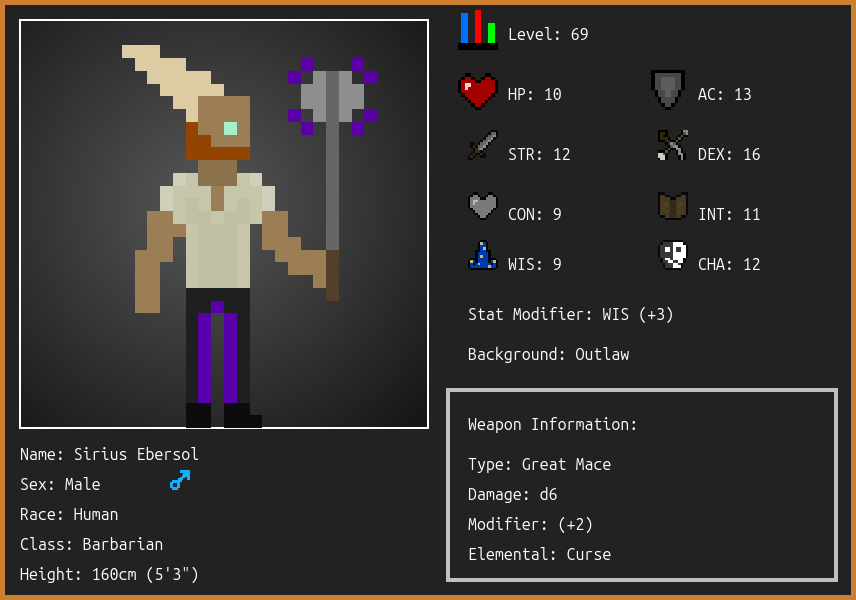 Level: 69
HP: 10
AC: 13
STR: 12
DEX: 16
CON: 9
INT: 11
WIS: 9
CHA: 12
Stat Modifier: WIS (+3)
Background: Outlaw
Weapon Information:
Type: Great Mace
Damage: d6
Modifier: (+2)
Elemental: Curse
Name: Sirius Ebersol
Sex: Male
Race: Human
Class: Barbarian
Height: 160cm (5'3")